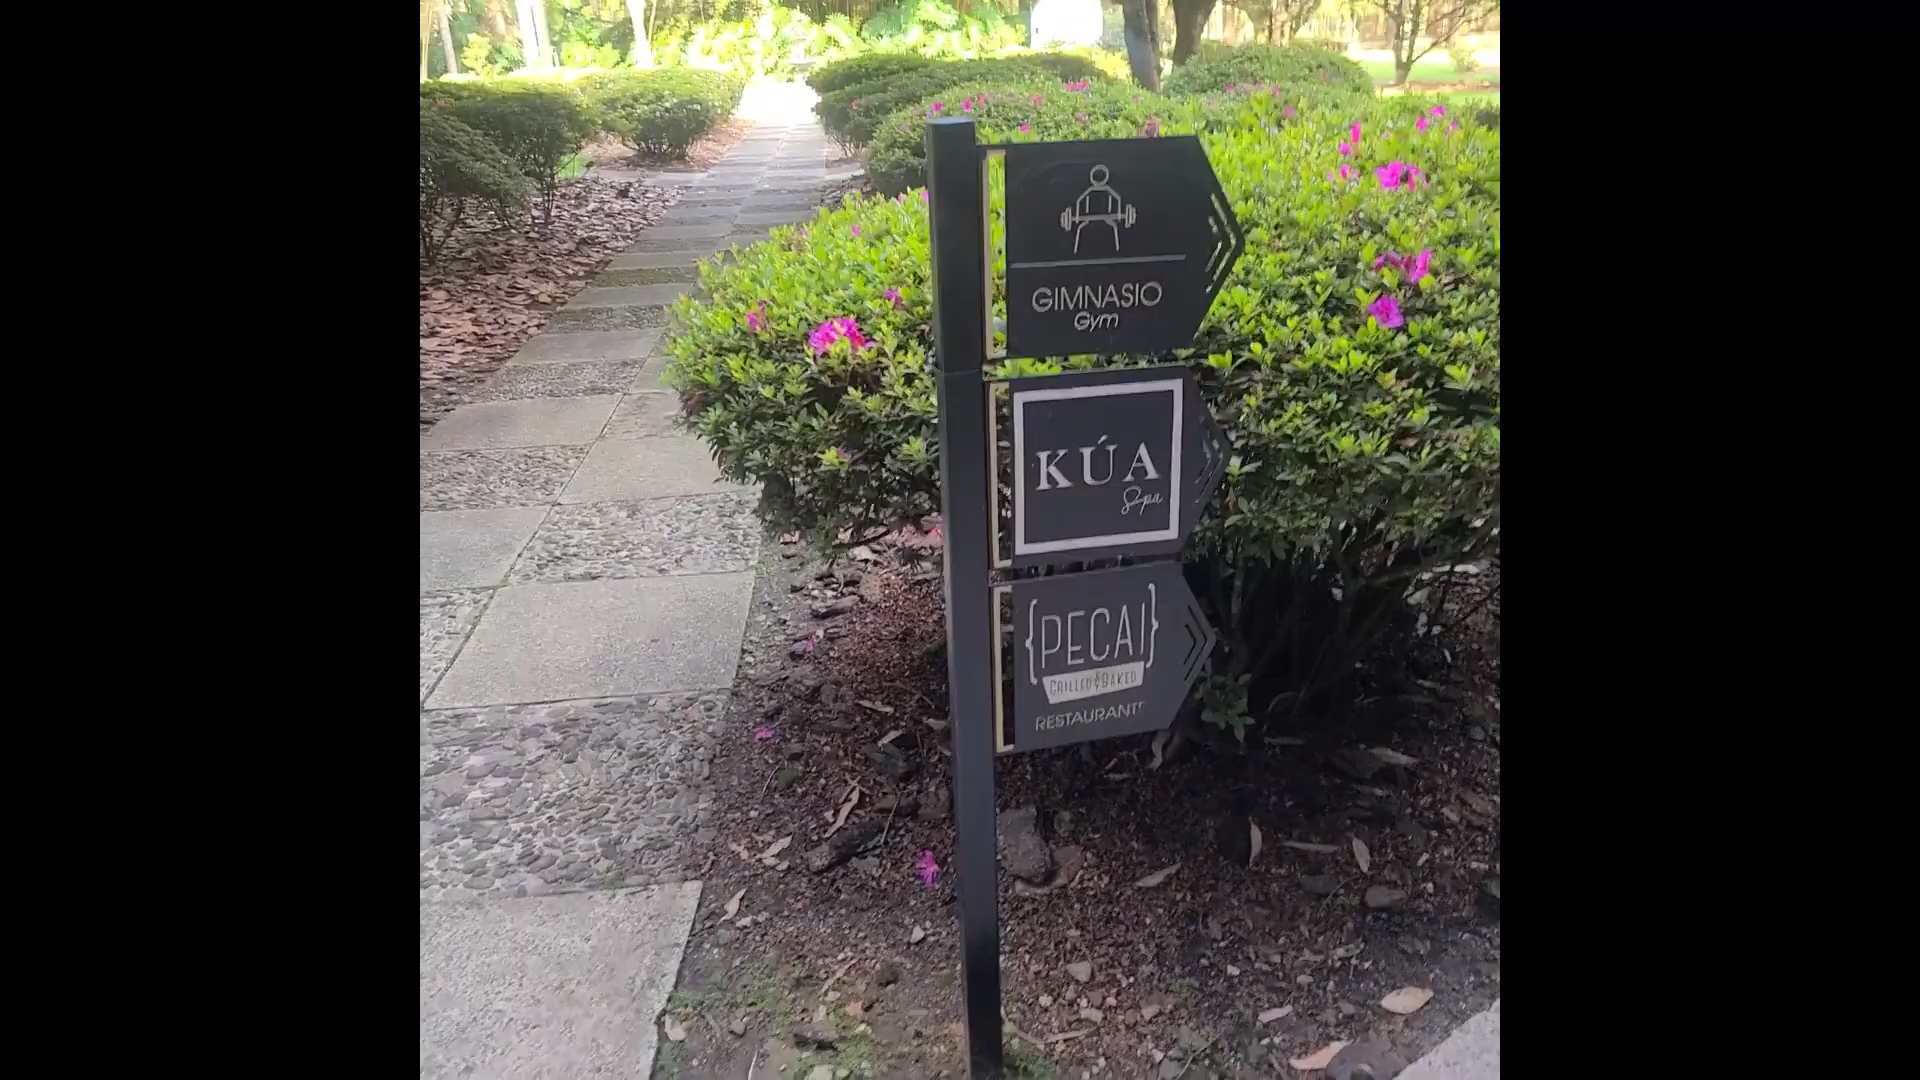 GIMNASIO
Gym
KÚA
Spa
{PECAI}
GRILLED & BAKED
RESTAURANTE